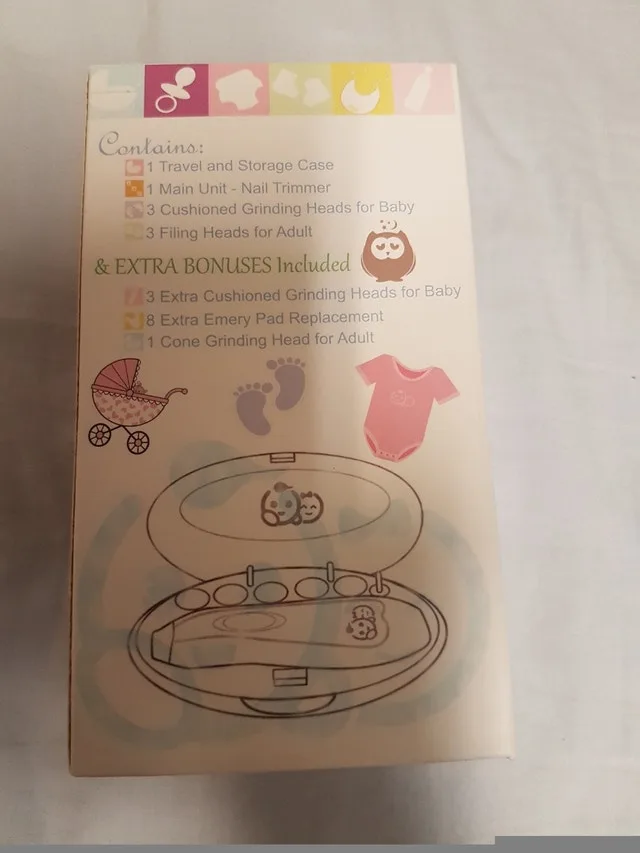 Contains:
1 Travel and Storage Case
1 Main Unit - Nail Trimmer
3 Cushioned Grinding Heads for Baby
3 Filing Heads for Adult
& EXTRA BONUSES Included
3 Extra Cushioned Grinding Heads for Baby
8 Extra Emery Pad Replacement
1 Cone Grinding Head for Adult